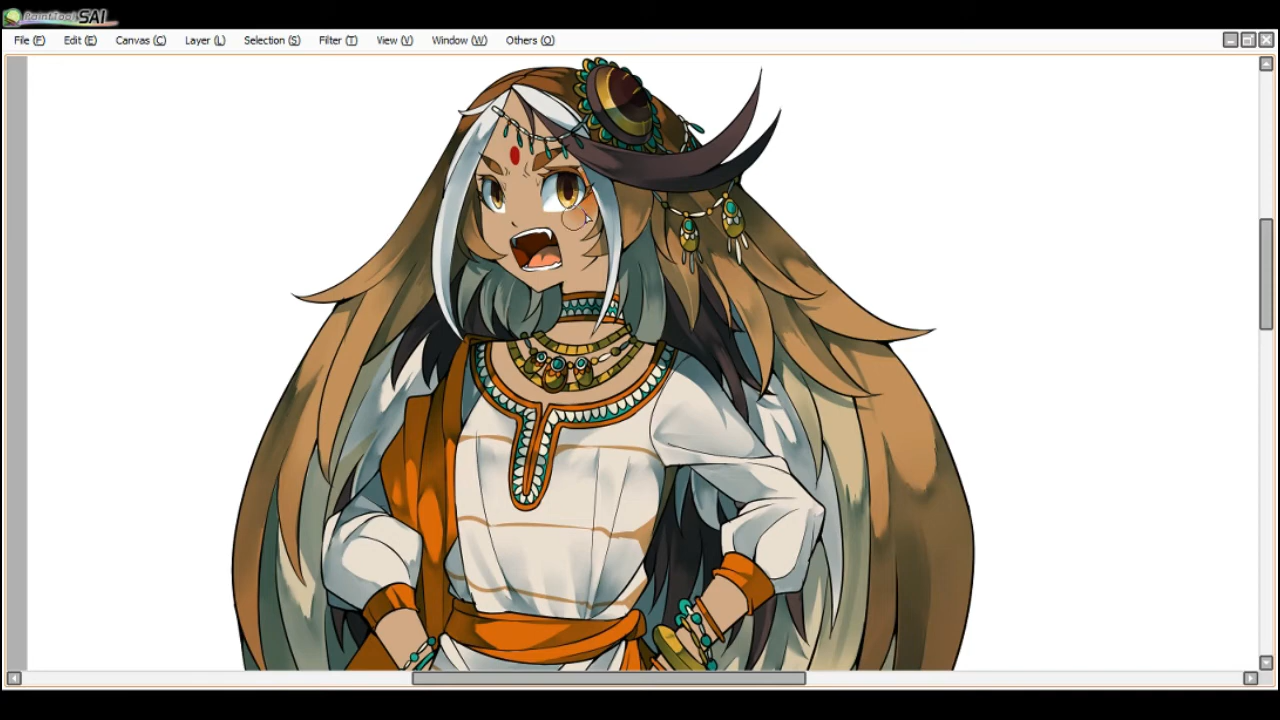 PaintTool SAI
File (F) Edit (E) Canvas (C) Layer (L) Selection (S) Filter (T) View (V) Window (W) Others (O)